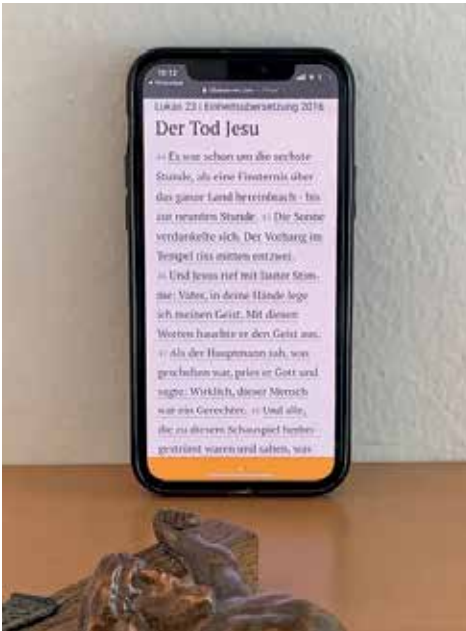 10:12
Lukas 23 | Einheitsübersetzung 2016
Der Tod Jesu
44 Es war schon um die sechste
Stunde, als eine Finsternis über
das ganze Land hereinbrach - bis
zur neunten Stunde. 45 Die Sonne
verdunkelte sich. Der Vorhang im
Tempel riss mitten entzwei.
46 Und Jesus rief mit lauter Stim-
me: Vater, in deine Hände lege
ich meinen Geist. Mit diesen
Worten hauchte er den Geist aus.
47 Als der Hauptmann sah, was
geschehen war, pries er Gott und
sagte: Wirklich, dieser Mensch
war ein Gerechter. 48 Und alle,
die zu diesem Schauspiel herbei-
geströmt waren und sahen, was